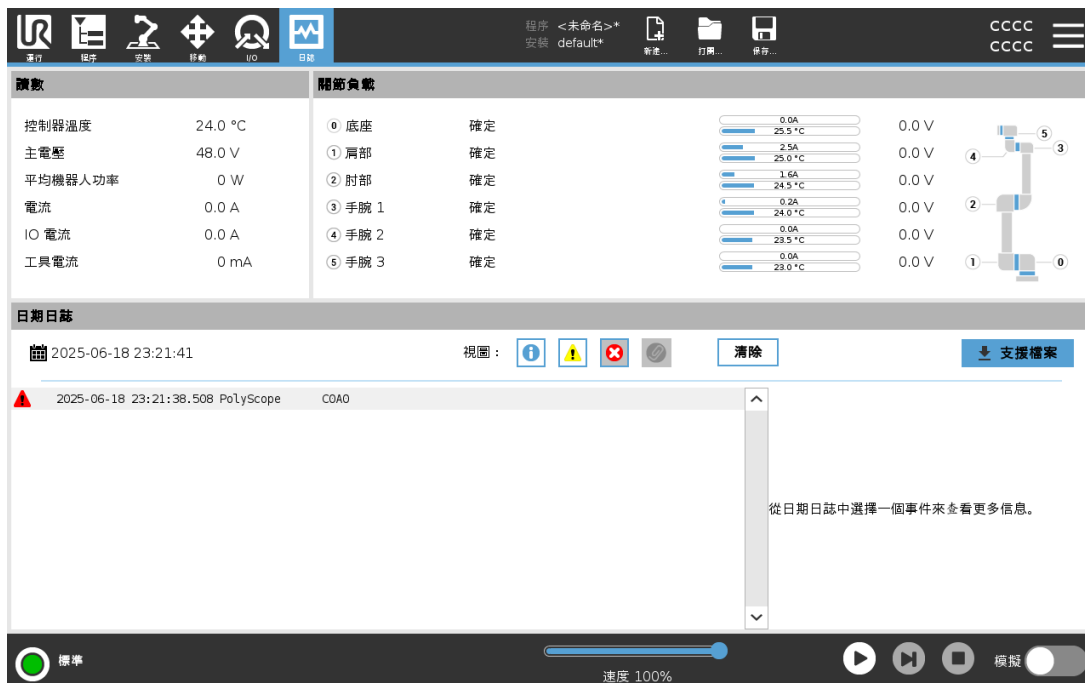 運行 程序 安裝 移動 I/O 日誌
程序 <未命名>*
安裝 default*
新建... 打開... 保存...
CCCC
CCCC
讀數 關節負載
控制器溫度 24.0 °C
主電壓 48.0 V
平均機器人功率 0 W
電流 0.0 A
IO 電流 0.0 A
工具電流 0 mA
0 底座 確定 0.0A 25.5 °C 0.0 V
1 肩部 確定 2.5A 25.0 °C 0.0 V
2 肘部 確定 1.6A 24.5 °C 0.0 V
3 手腕 1 確定 0.2A 24.0 °C 0.0 V
4 手腕 2 確定 0.0A 23.5 °C 0.0 V
5 手腕 3 確定 0.0A 23.0 °C 0.0 V
5
4 3
2
1 0
日期日誌
2025-06-18 23:21:41 視圖： 清除 支援檔案
2025-06-18 23:21:38.508 PolyScope C0A0
從日期日誌中選擇一個事件來查看更多信息。
標準
速度 100%
模擬